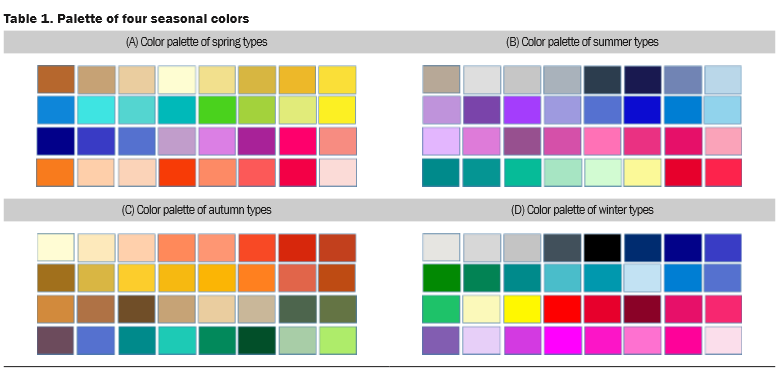 Table 1. Palette of four seasonal colors
(A) Color palette of spring types
(B) Color palette of summer types
(C) Color palette of autumn types
(D) Color palette of winter types